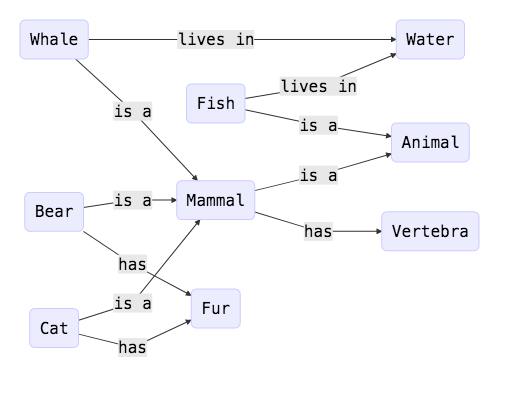 Whale
lives in
Water
lives in
Fish
is a
is a
Animal
is a
Bear
is a
Mammal
has
Vertebra
has
is a
Fur
Cat
has